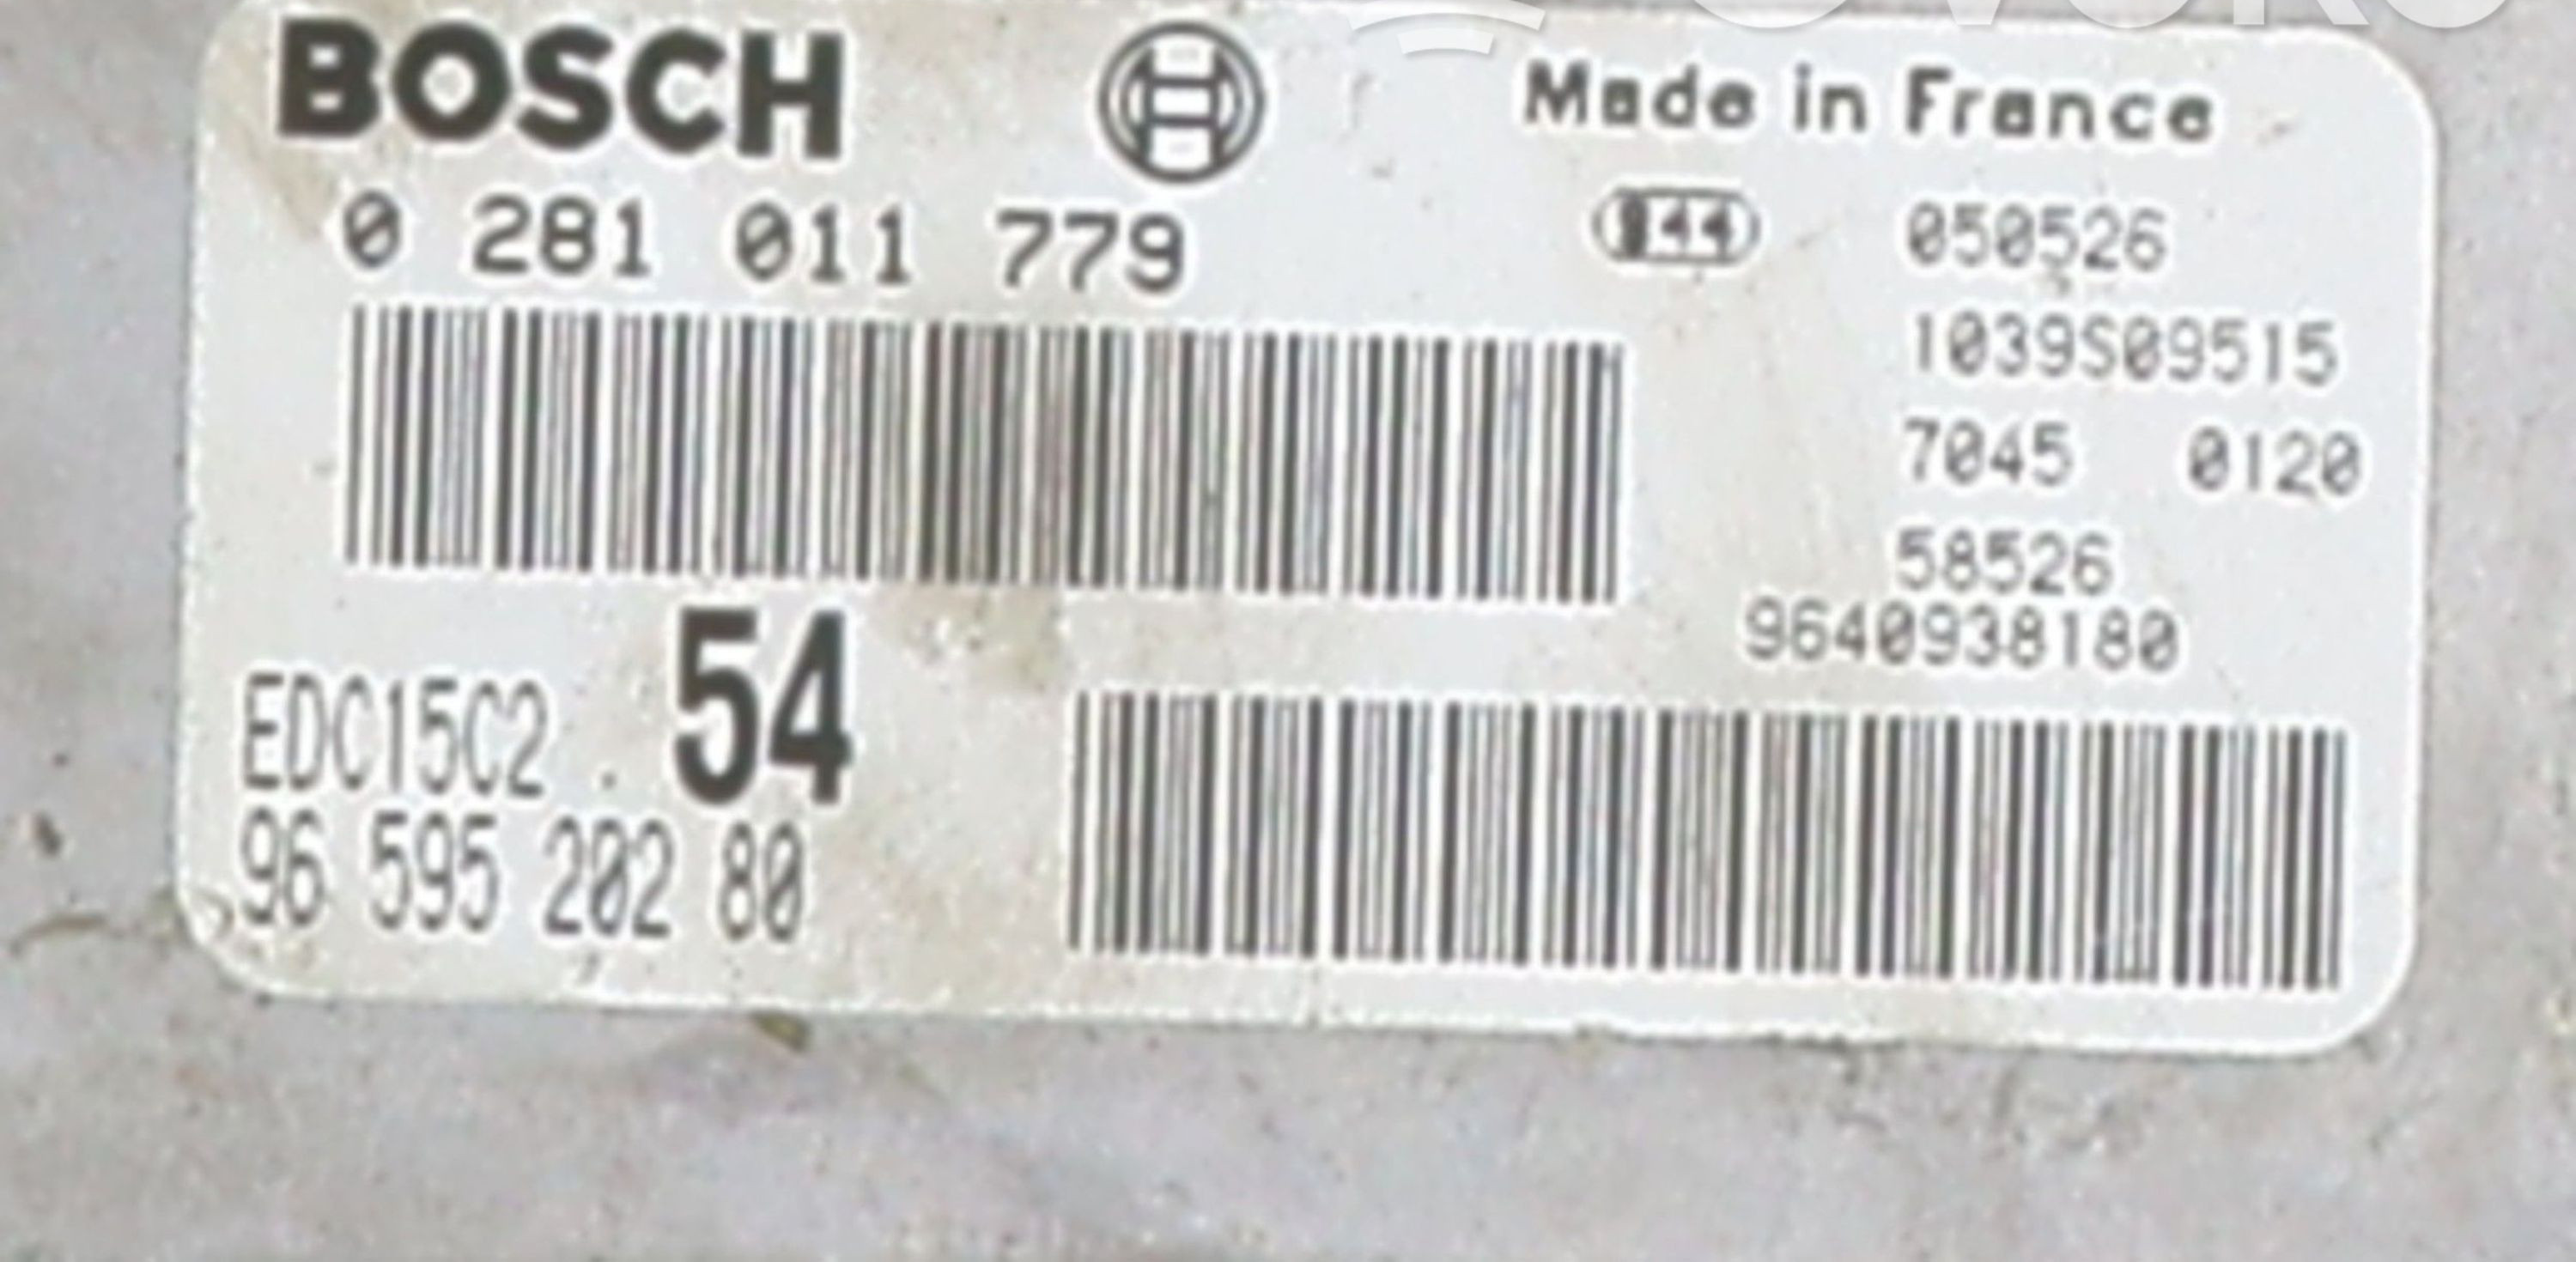 BOSCH
Made in France
0 281 011 779
050526
1039S09515
7045 0120
58526
9640938180
EDC15C2 . 54
96 595 202 80